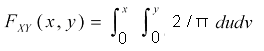 F_{XY}(x, y) = ∫_0^x ∫_0^y 2/π dudv